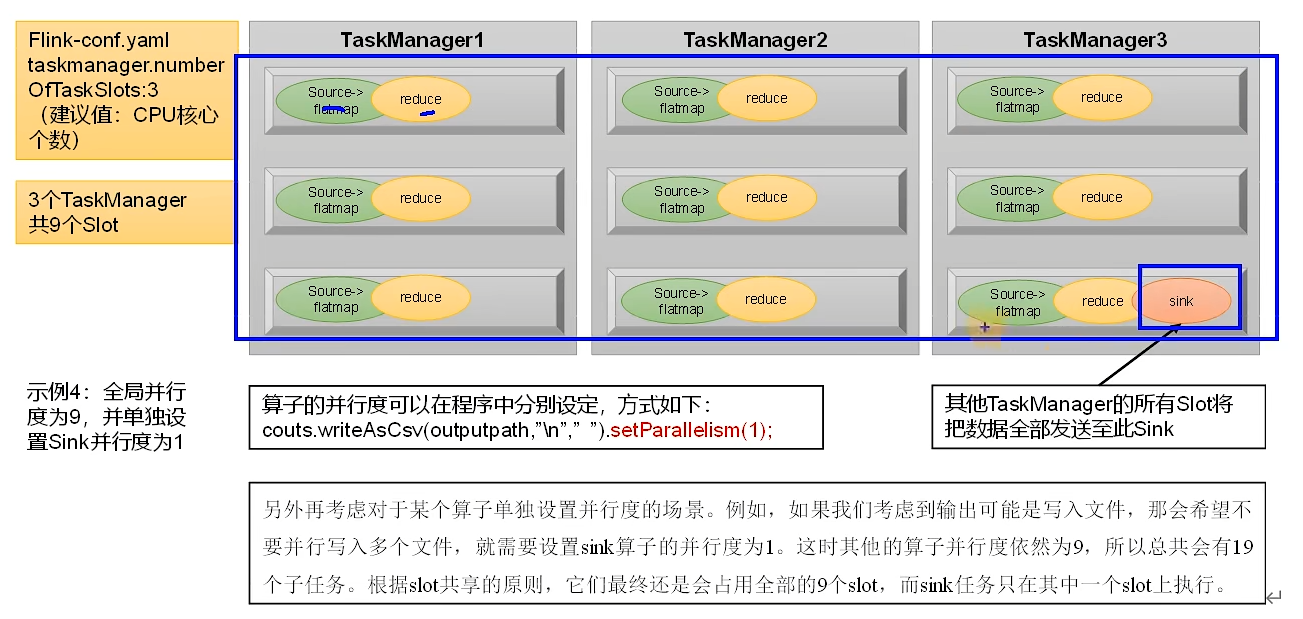 Flink-conf.yaml
taskmanager.number
OfTaskSlots:3
（建议值：CPU核心
个数）
3个TaskManager
共9个Slot
TaskManager1
TaskManager2
TaskManager3
Source->
flatmap
reduce
Source->
flatmap
reduce
Source->
flatmap
reduce
Source->
flatmap
reduce
Source->
flatmap
reduce
Source->
flatmap
reduce
Source->
flatmap
reduce
Source->
flatmap
reduce
Source->
flatmap
reduce
sink
示例4：全局并行
度为9，并单独设
置Sink并行度为1
算子的并行度可以在程序中分别设定，方式如下：
couts.writeAsCsv(outputpath,”\n”,” ”).setParallelism(1);
其他TaskManager的所有Slot将
把数据全部发送至此Sink
另外再考虑对于某个算子单独设置并行度的场景。例如，如果我们考虑到输出可能是写入文件，那会希望不
要并行写入多个文件，就需要设置sink算子的并行度为1。这时其他的算子并行度依然为9，所以总共会有19
个子任务。根据slot共享的原则，它们最终还是会占用全部的9个slot，而sink任务只在其中一个slot上执行。